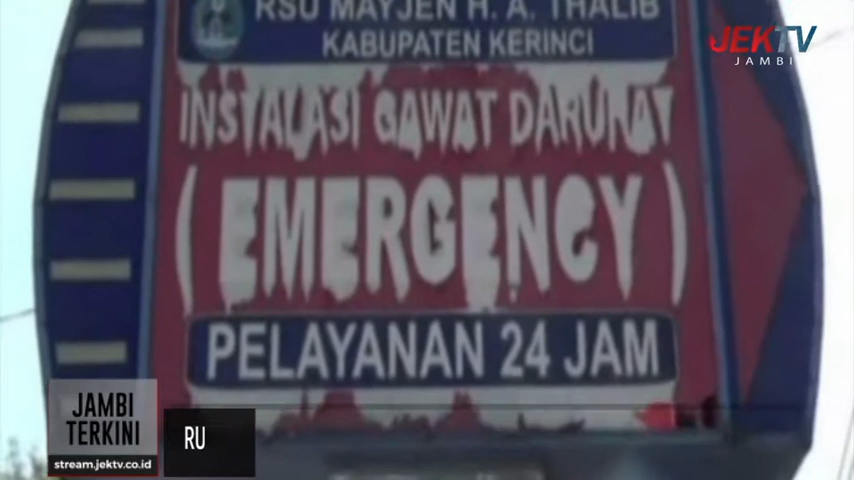 RSU MAYJEN H. A. THALIB
KABUPATEN KERINCI
INSTALASI GAWAT DARURAT
( EMERGENCY )
PELAYANAN 24 JAM
JEKTV
JAMBI
JAMBI
TERKINI
stream.jektv.co.id
RU